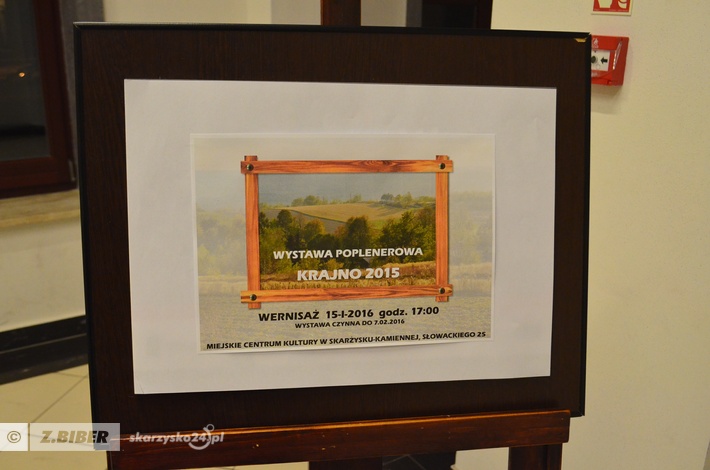 WYSTAWA POPLENEROWA
KRAJNO 2015
WERNISAŻ 15-I-2016 godz. 17:00
WYSTAWA CZYNNA DO 7.02.2016
MIEJSKIE CENTRUM KULTURY W SKARŻYSKU-KAMIENNEJ, SŁOWACKIEGO 25
© Z.BIBER skarzysko24.pl